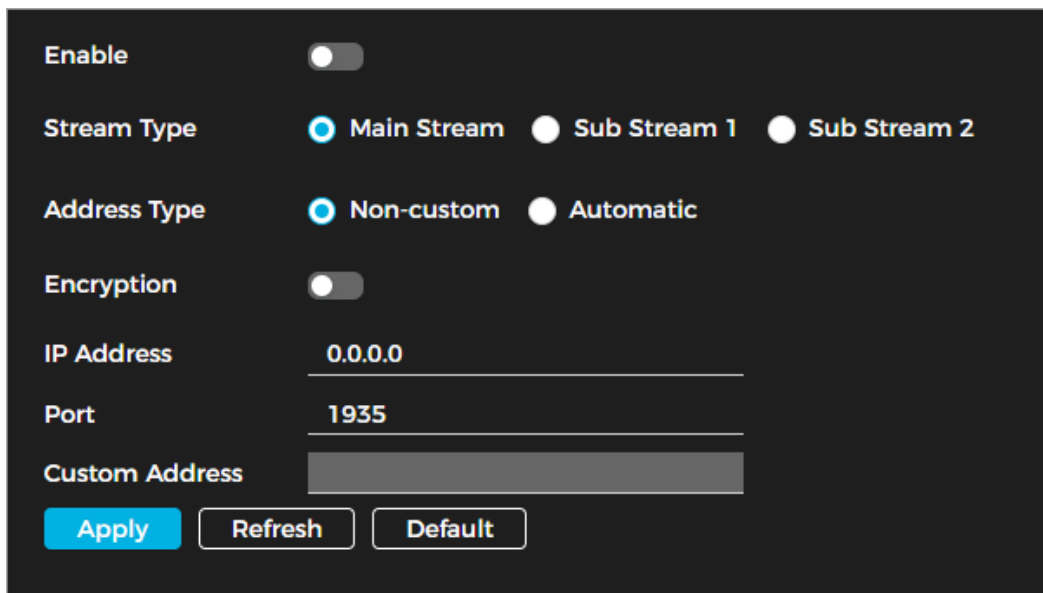 Enable
Stream Type Main Stream Sub Stream 1 Sub Stream 2
Address Type Non-custom Automatic
Encryption
IP Address 0.0.0.0
Port 1935
Custom Address
Apply Refresh Default